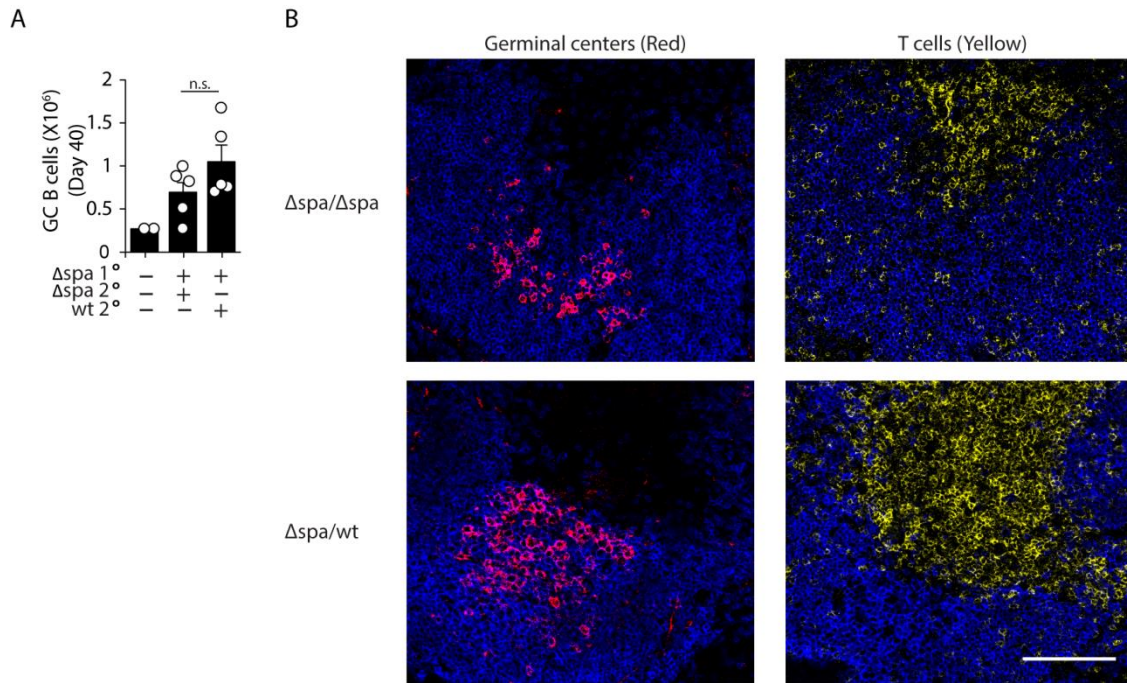 A
B
Germinal centers (Red)
T cells (Yellow)
GC B cells (X10⁶)
(Day 40)
2
1.5
1
0.5
0
n.s.
Δspa 1° − + +
Δspa 2° − + −
wt 2° − − +
Δspa/Δspa
Δspa/wt